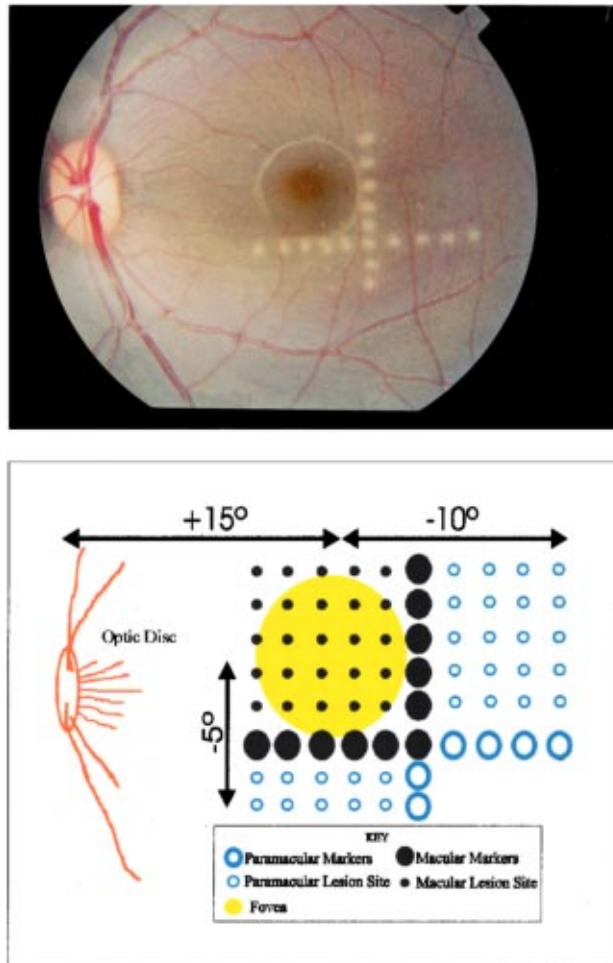 +15º
-10º
Optic Disc
-5º
KEY
Paramacular Markers
Macular Markers
Paramacular Lesion Site
Macular Lesion Site
Fovea